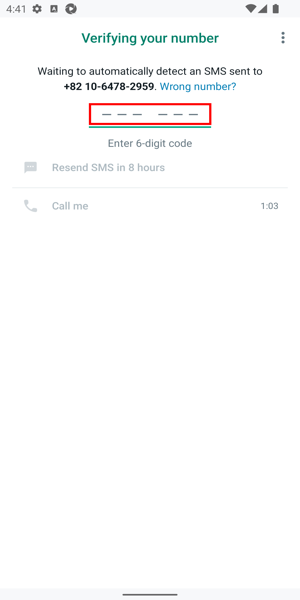 4:41
Verifying your number
Waiting to automatically detect an SMS sent to
+82 10-6478-2959. Wrong number?
Enter 6-digit code
Resend SMS in 8 hours
Call me 1:03